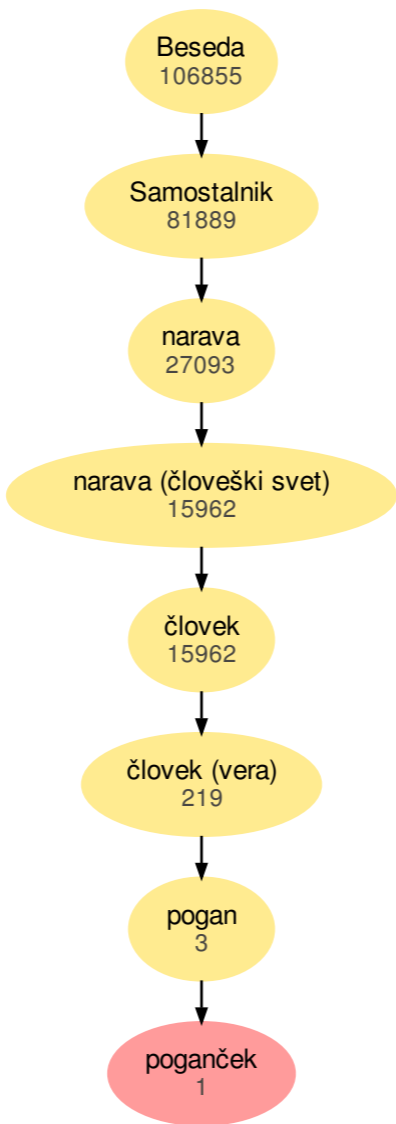 Beseda
106855
Samostalnik
81889
narava
27093
narava (človeški svet)
15962
človek
15962
človek (vera)
219
pogan
3
poganček
1